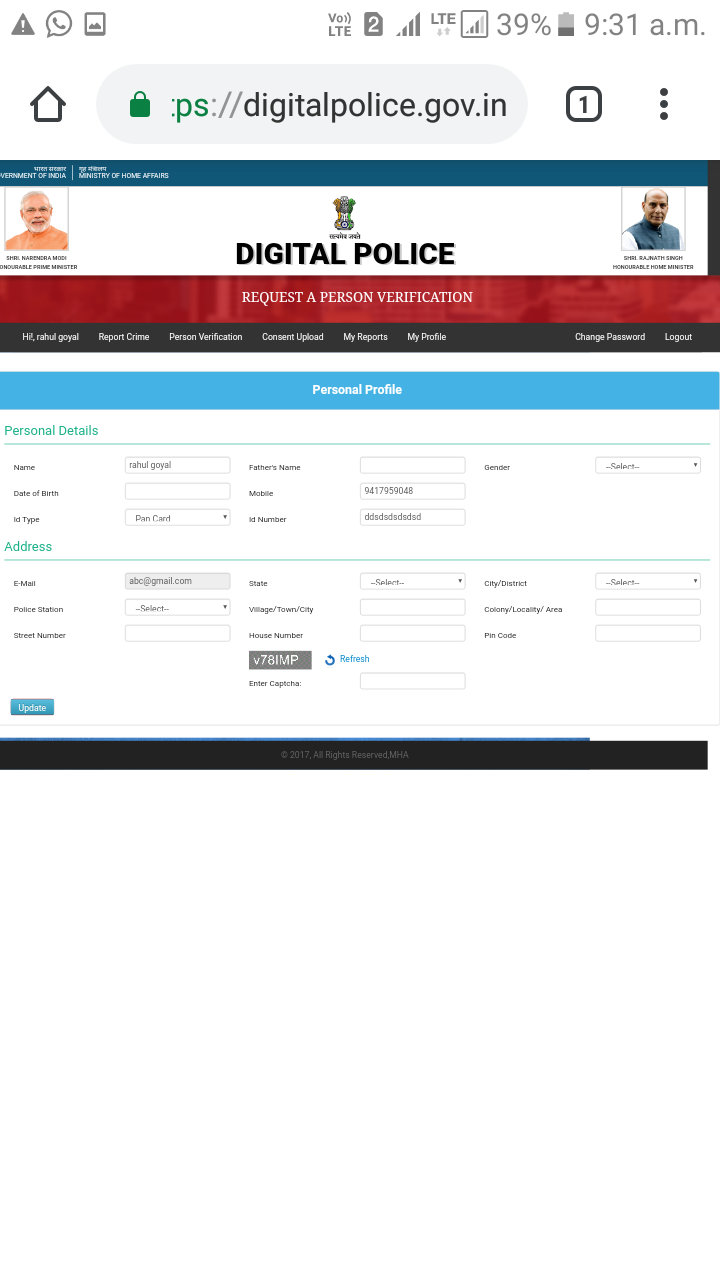 Vo)) LTE 2 LTE 39% 9:31 a.m.
:ps://digitalpolice.gov.in 1
भारत सरकार गृह मंत्रालय
VERNMENT OF INDIA MINISTRY OF HOME AFFAIRS
सत्यमेव जयते
DIGITAL POLICE
SHRI. NARENDRA MODI
ONOURABLE PRIME MINISTER
SHRI. RAJNATH SINGH
HONOURABLE HOME MINISTER
REQUEST A PERSON VERIFICATION
Hi!, rahul goyal Report Crime Person Verification Consent Upload My Reports My Profile Change Password Logout
Personal Profile
Personal Details
Name rahul goyal Father's Name Gender --Select--
Date of Birth Mobile 9417959048
Id Type Pan Card Id Number ddsdsdsdsdsd
Address
E-Mail abc@gmail.com State --Select-- City/District --Select--
Police Station --Select-- Village/Town/City Colony/Locality/ Area
Street Number House Number Pin Code
v78IMP Refresh
Enter Captcha:
Update
© 2017, All Rights Reserved,MHA